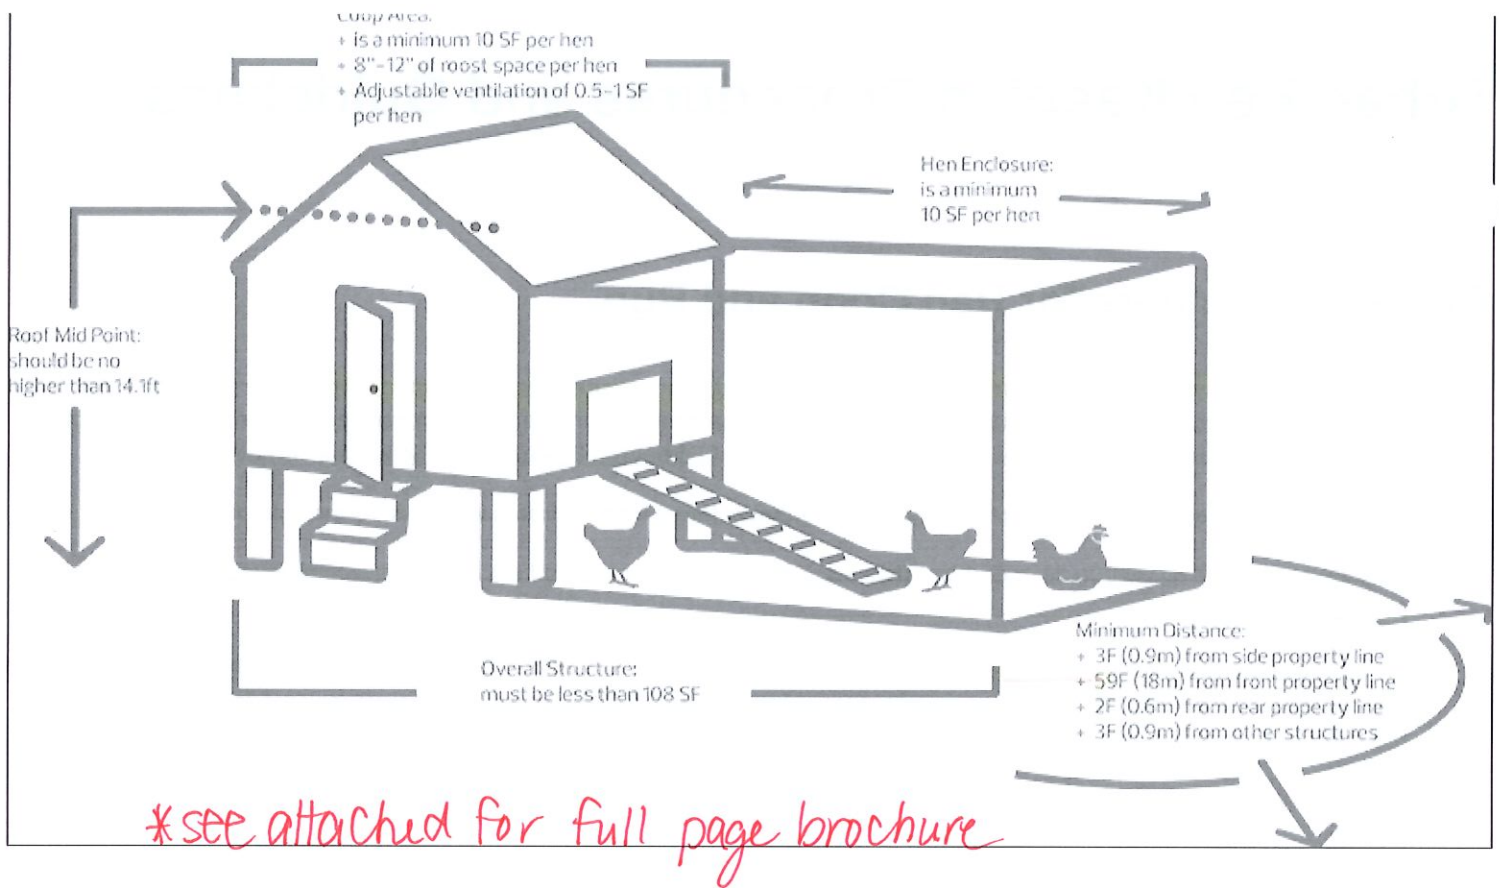 Coop Area:
+ is a minimum 10 SF per hen
+ 8"-12" of roost space per hen
+ Adjustable ventilation of 0.5-1 SF
per hen
Hen Enclosure:
is a minimum
10 SF per hen
Roof Mid Point:
should be no
higher than 14.1ft
Overall Structure:
must be less than 108 SF
Minimum Distance:
+ 3F (0.9m) from side property line
+ 59F (18m) from front property line
+ 2F (0.6m) from rear property line
+ 3F (0.9m) from other structures
*see attached for full page brochure